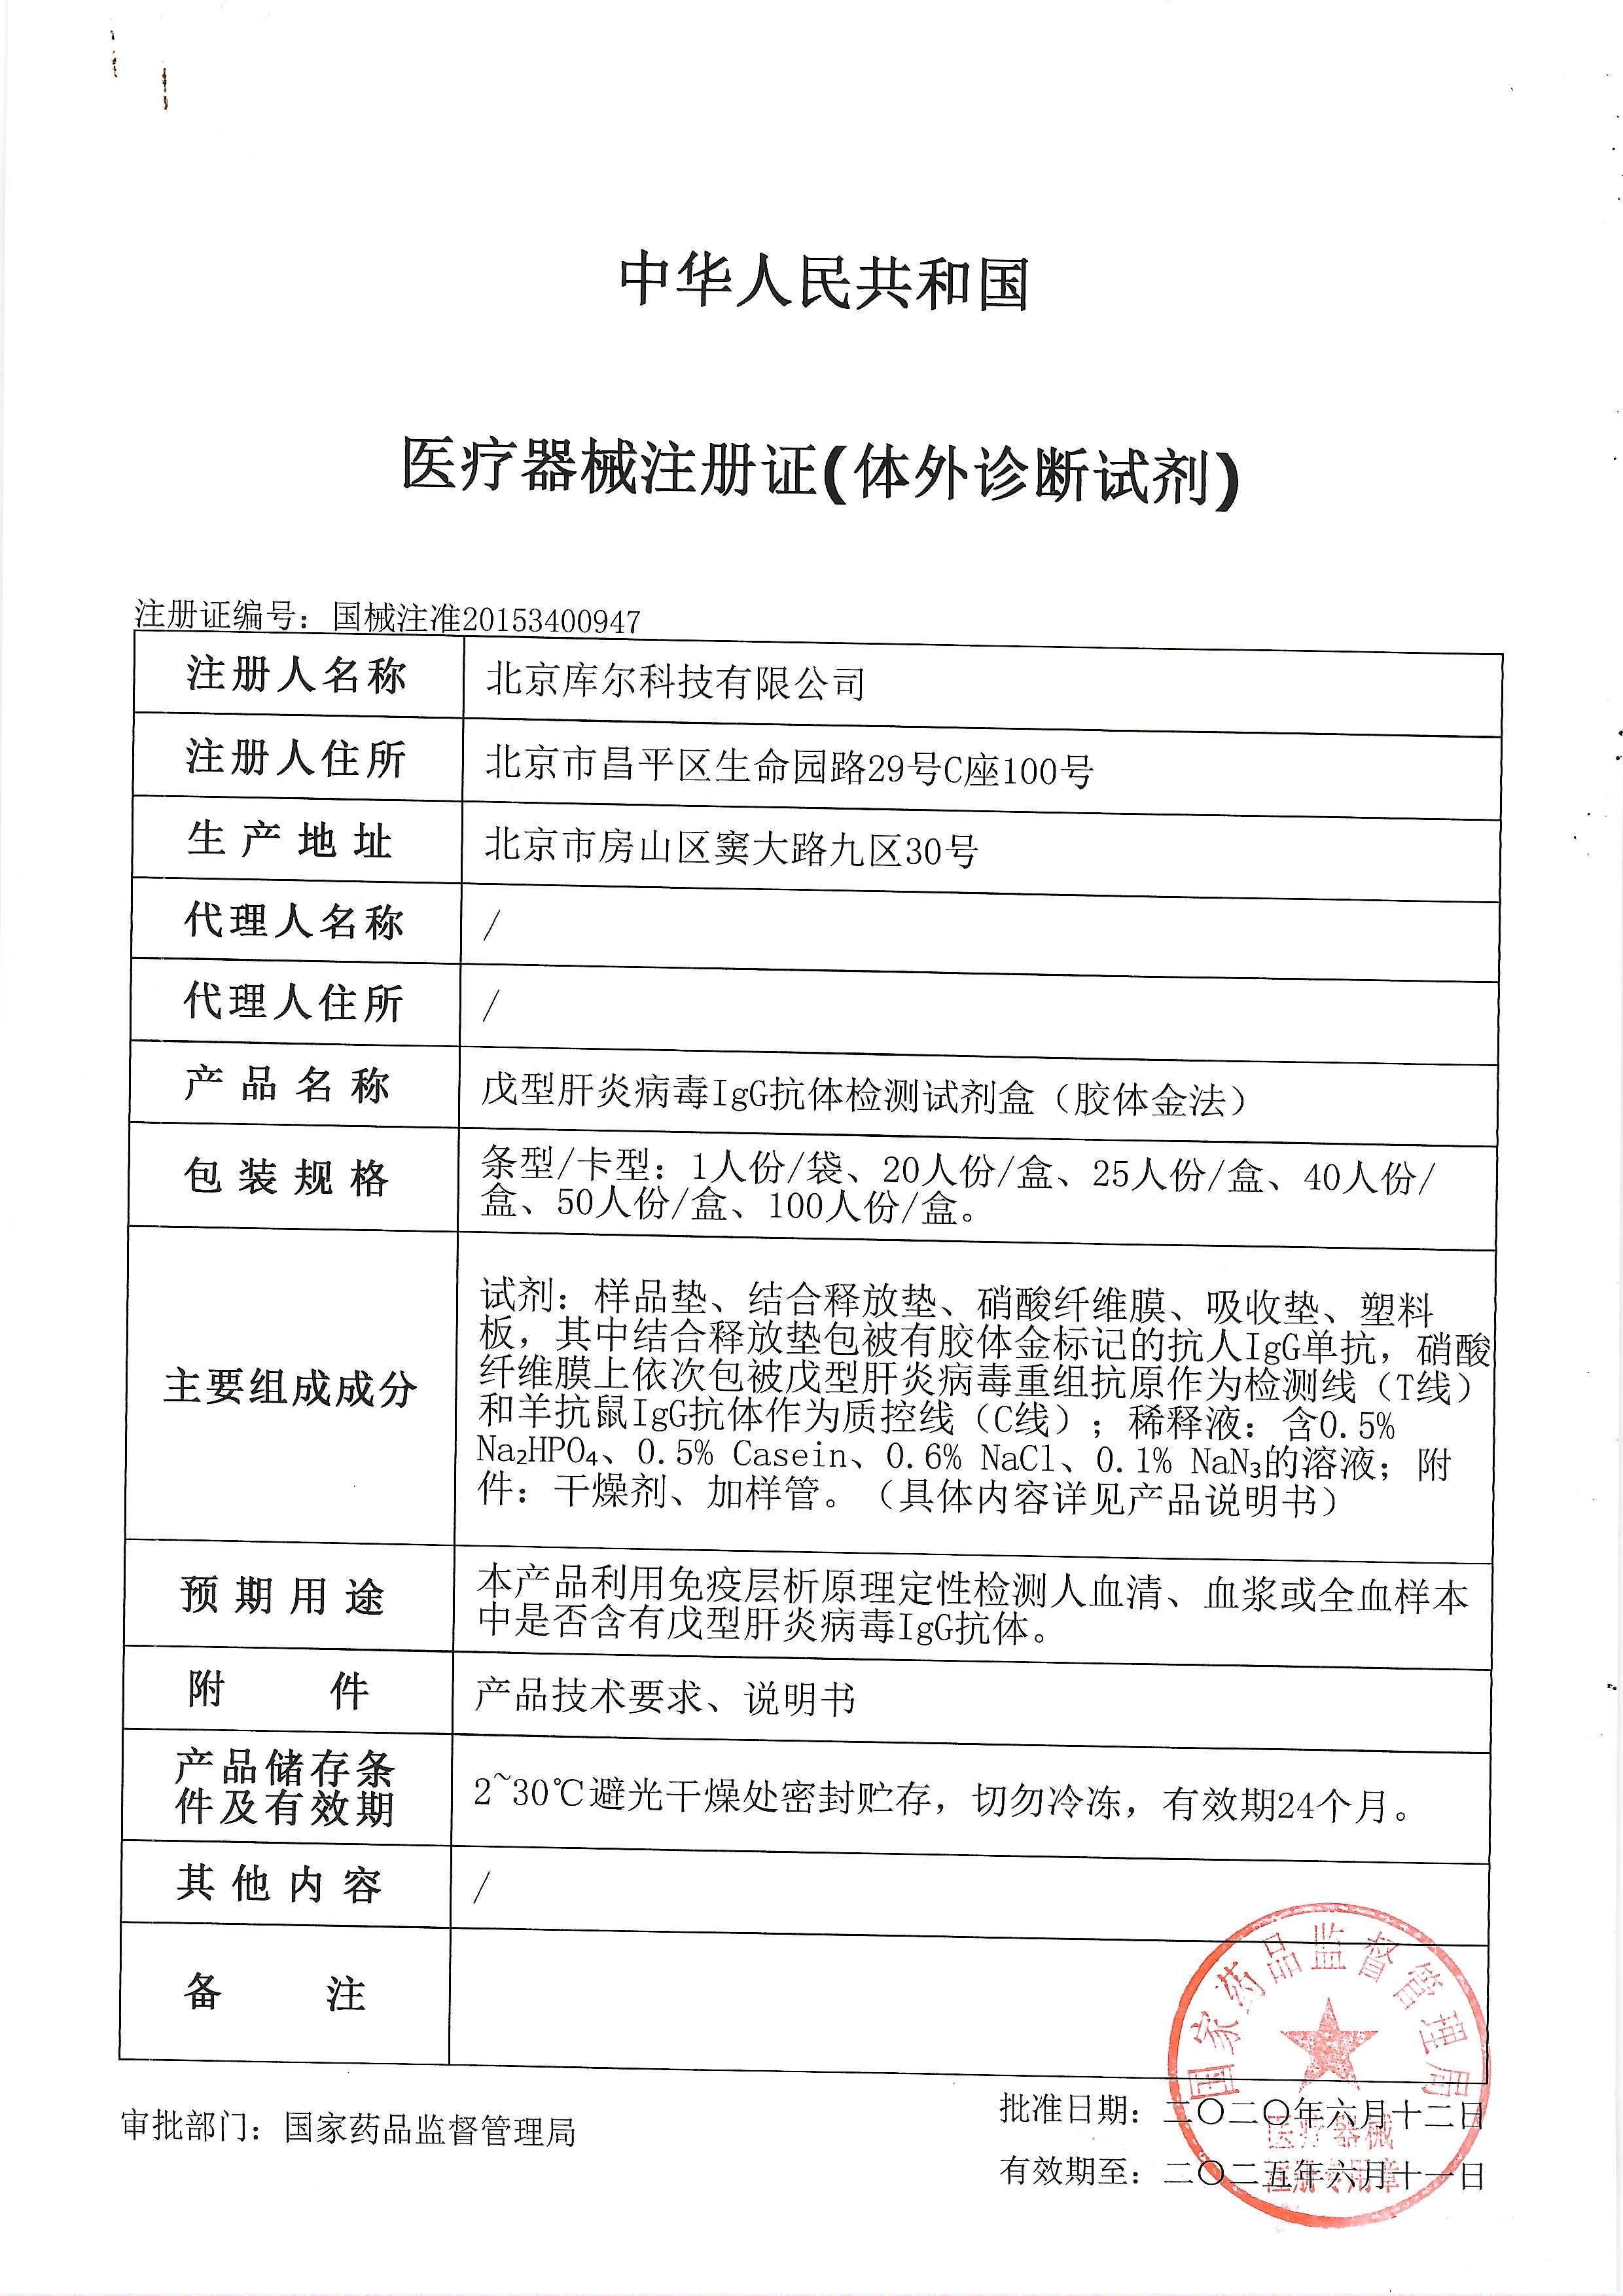 中华人民共和国
医疗器械注册证(体外诊断试剂)
注册证编号：国械注准20153400947
注册人名称 北京库尔科技有限公司
注册人住所 北京市昌平区生命园路29号C座100号
生产地址 北京市房山区窦大路九区30号
代理人名称 /
代理人住所 /
产品名称 戊型肝炎病毒IgG抗体检测试剂盒（胶体金法）
包装规格 条型/卡型：1人份/袋、20人份/盒、25人份/盒、40人份/
盒、50人份/盒、100人份/盒。
主要组成成分 试剂：样品垫、结合释放垫、硝酸纤维膜、吸收垫、塑料
板，其中结合释放垫包被有胶体金标记的抗人IgG单抗，硝酸
纤维膜上依次包被戊型肝炎病毒重组抗原作为检测线（T线）
和羊抗鼠IgG抗体作为质控线（C线）；稀释液：含0.5%
Na₂HPO₄、0.5% Casein、0.6% NaCl、0.1% NaN₃的溶液；附
件：干燥剂、加样管。（具体内容详见产品说明书）
预期用途 本产品利用免疫层析原理定性检测人血清、血浆或全血样本
中是否含有戊型肝炎病毒IgG抗体。
附件 产品技术要求、说明书
产品储存条
件及有效期 2~30℃避光干燥处密封贮存，切勿冷冻，有效期24个月。
其他内容 /
备注
审批部门：国家药品监督管理局
批准日期：二〇二〇年六月十二日
有效期至：二〇二五年六月十一日
国家药品监督管理局
医疗器械
注册专用章